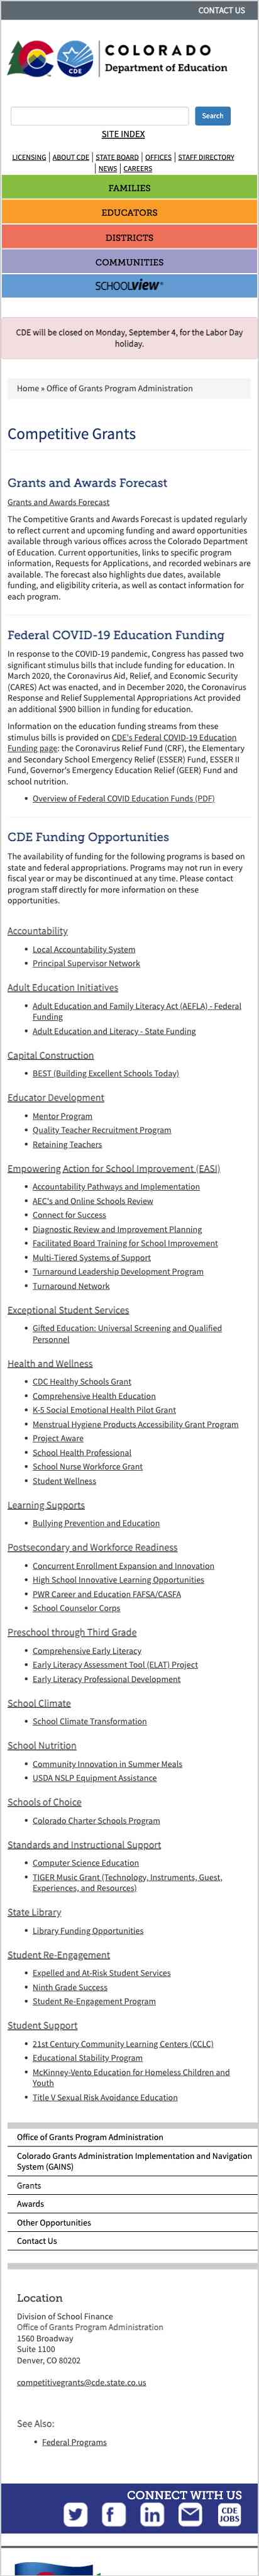 CONTACT US
COLORADO
Department of Education
CDE
Search
SITE INDEX
LICENSING | ABOUT CDE | STATE BOARD | OFFICES | STAFF DIRECTORY
| NEWS | CAREERS
FAMILIES
EDUCATORS
DISTRICTS
COMMUNITIES
SCHOOLVIEW®
CDE will be closed on Monday, September 4, for the Labor Day
holiday.
Home » Office of Grants Program Administration
Competitive Grants
Grants and Awards Forecast
Grants and Awards Forecast
The Competitive Grants and Awards Forecast is updated regularly
to reflect current and upcoming funding and award opportunities
available through various offices across the Colorado Department
of Education. Current opportunities, links to specific program
information, Requests for Applications, and recorded webinars are
available. The forecast also highlights due dates, available
funding, and eligibility criteria, as well as contact information for
each program.
Federal COVID-19 Education Funding
In response to the COVID-19 pandemic, Congress has passed two
significant stimulus bills that include funding for education. In
March 2020, the Coronavirus Aid, Relief, and Economic Security
(CARES) Act was enacted, and in December 2020, the Coronavirus
Response and Relief Supplemental Appropriations Act provided
an additional $900 billion in funding for education.
Information on the education funding streams from these
stimulus bills is provided on CDE's Federal COVID-19 Education
Funding page: the Coronavirus Relief Fund (CRF), the Elementary
and Secondary School Emergency Relief (ESSER) Fund, ESSER II
Fund, Governor's Emergency Education Relief (GEER) Fund and
school nutrition.
• Overview of Federal COVID Education Funds (PDF)
CDE Funding Opportunities
The availability of funding for the following programs is based on
state and federal appropriations. Programs may not run in every
fiscal year or may be discontinued at any time. Please contact
program staff directly for more information on these
opportunities.
Accountability
• Local Accountability System
• Principal Supervisor Network
Adult Education Initiatives
• Adult Education and Family Literacy Act (AEFLA) - Federal
Funding
• Adult Education and Literacy - State Funding
Capital Construction
• BEST (Building Excellent Schools Today)
Educator Development
• Mentor Program
• Quality Teacher Recruitment Program
• Retaining Teachers
Empowering Action for School Improvement (EASI)
• Accountability Pathways and Implementation
• AEC's and Online Schools Review
• Connect for Success
• Diagnostic Review and Improvement Planning
• Facilitated Board Training for School Improvement
• Multi-Tiered Systems of Support
• Turnaround Leadership Development Program
• Turnaround Network
Exceptional Student Services
• Gifted Education: Universal Screening and Qualified
Personnel
Health and Wellness
• CDC Healthy Schools Grant
• Comprehensive Health Education
• K-5 Social Emotional Health Pilot Grant
• Menstrual Hygiene Products Accessibility Grant Program
• Project Aware
• School Health Professional
• School Nurse Workforce Grant
• Student Wellness
Learning Supports
• Bullying Prevention and Education
Postsecondary and Workforce Readiness
• Concurrent Enrollment Expansion and Innovation
• High School Innovative Learning Opportunities
• PWR Career and Education FAFSA/CASFA
• School Counselor Corps
Preschool through Third Grade
• Comprehensive Early Literacy
• Early Literacy Assessment Tool (ELAT) Project
• Early Literacy Professional Development
School Climate
• School Climate Transformation
School Nutrition
• Community Innovation in Summer Meals
• USDA NSLP Equipment Assistance
Schools of Choice
• Colorado Charter Schools Program
Standards and Instructional Support
• Computer Science Education
• TIGER Music Grant (Technology, Instruments, Guest,
Experiences, and Resources)
State Library
• Library Funding Opportunities
Student Re-Engagement
• Expelled and At-Risk Student Services
• Ninth Grade Success
• Student Re-Engagement Program
Student Support
• 21st Century Community Learning Centers (CCLC)
• Educational Stability Program
• McKinney-Vento Education for Homeless Children and
Youth
• Title V Sexual Risk Avoidance Education
Office of Grants Program Administration
Colorado Grants Administration Implementation and Navigation
System (GAINS)
Grants
Awards
Other Opportunities
Contact Us
Location
Division of School Finance
Office of Grants Program Administration
1560 Broadway
Suite 1100
Denver, CO 80202
competitivegrants@cde.state.co.us
See Also:
• Federal Programs
CONNECT WITH US
CDE
JOBS